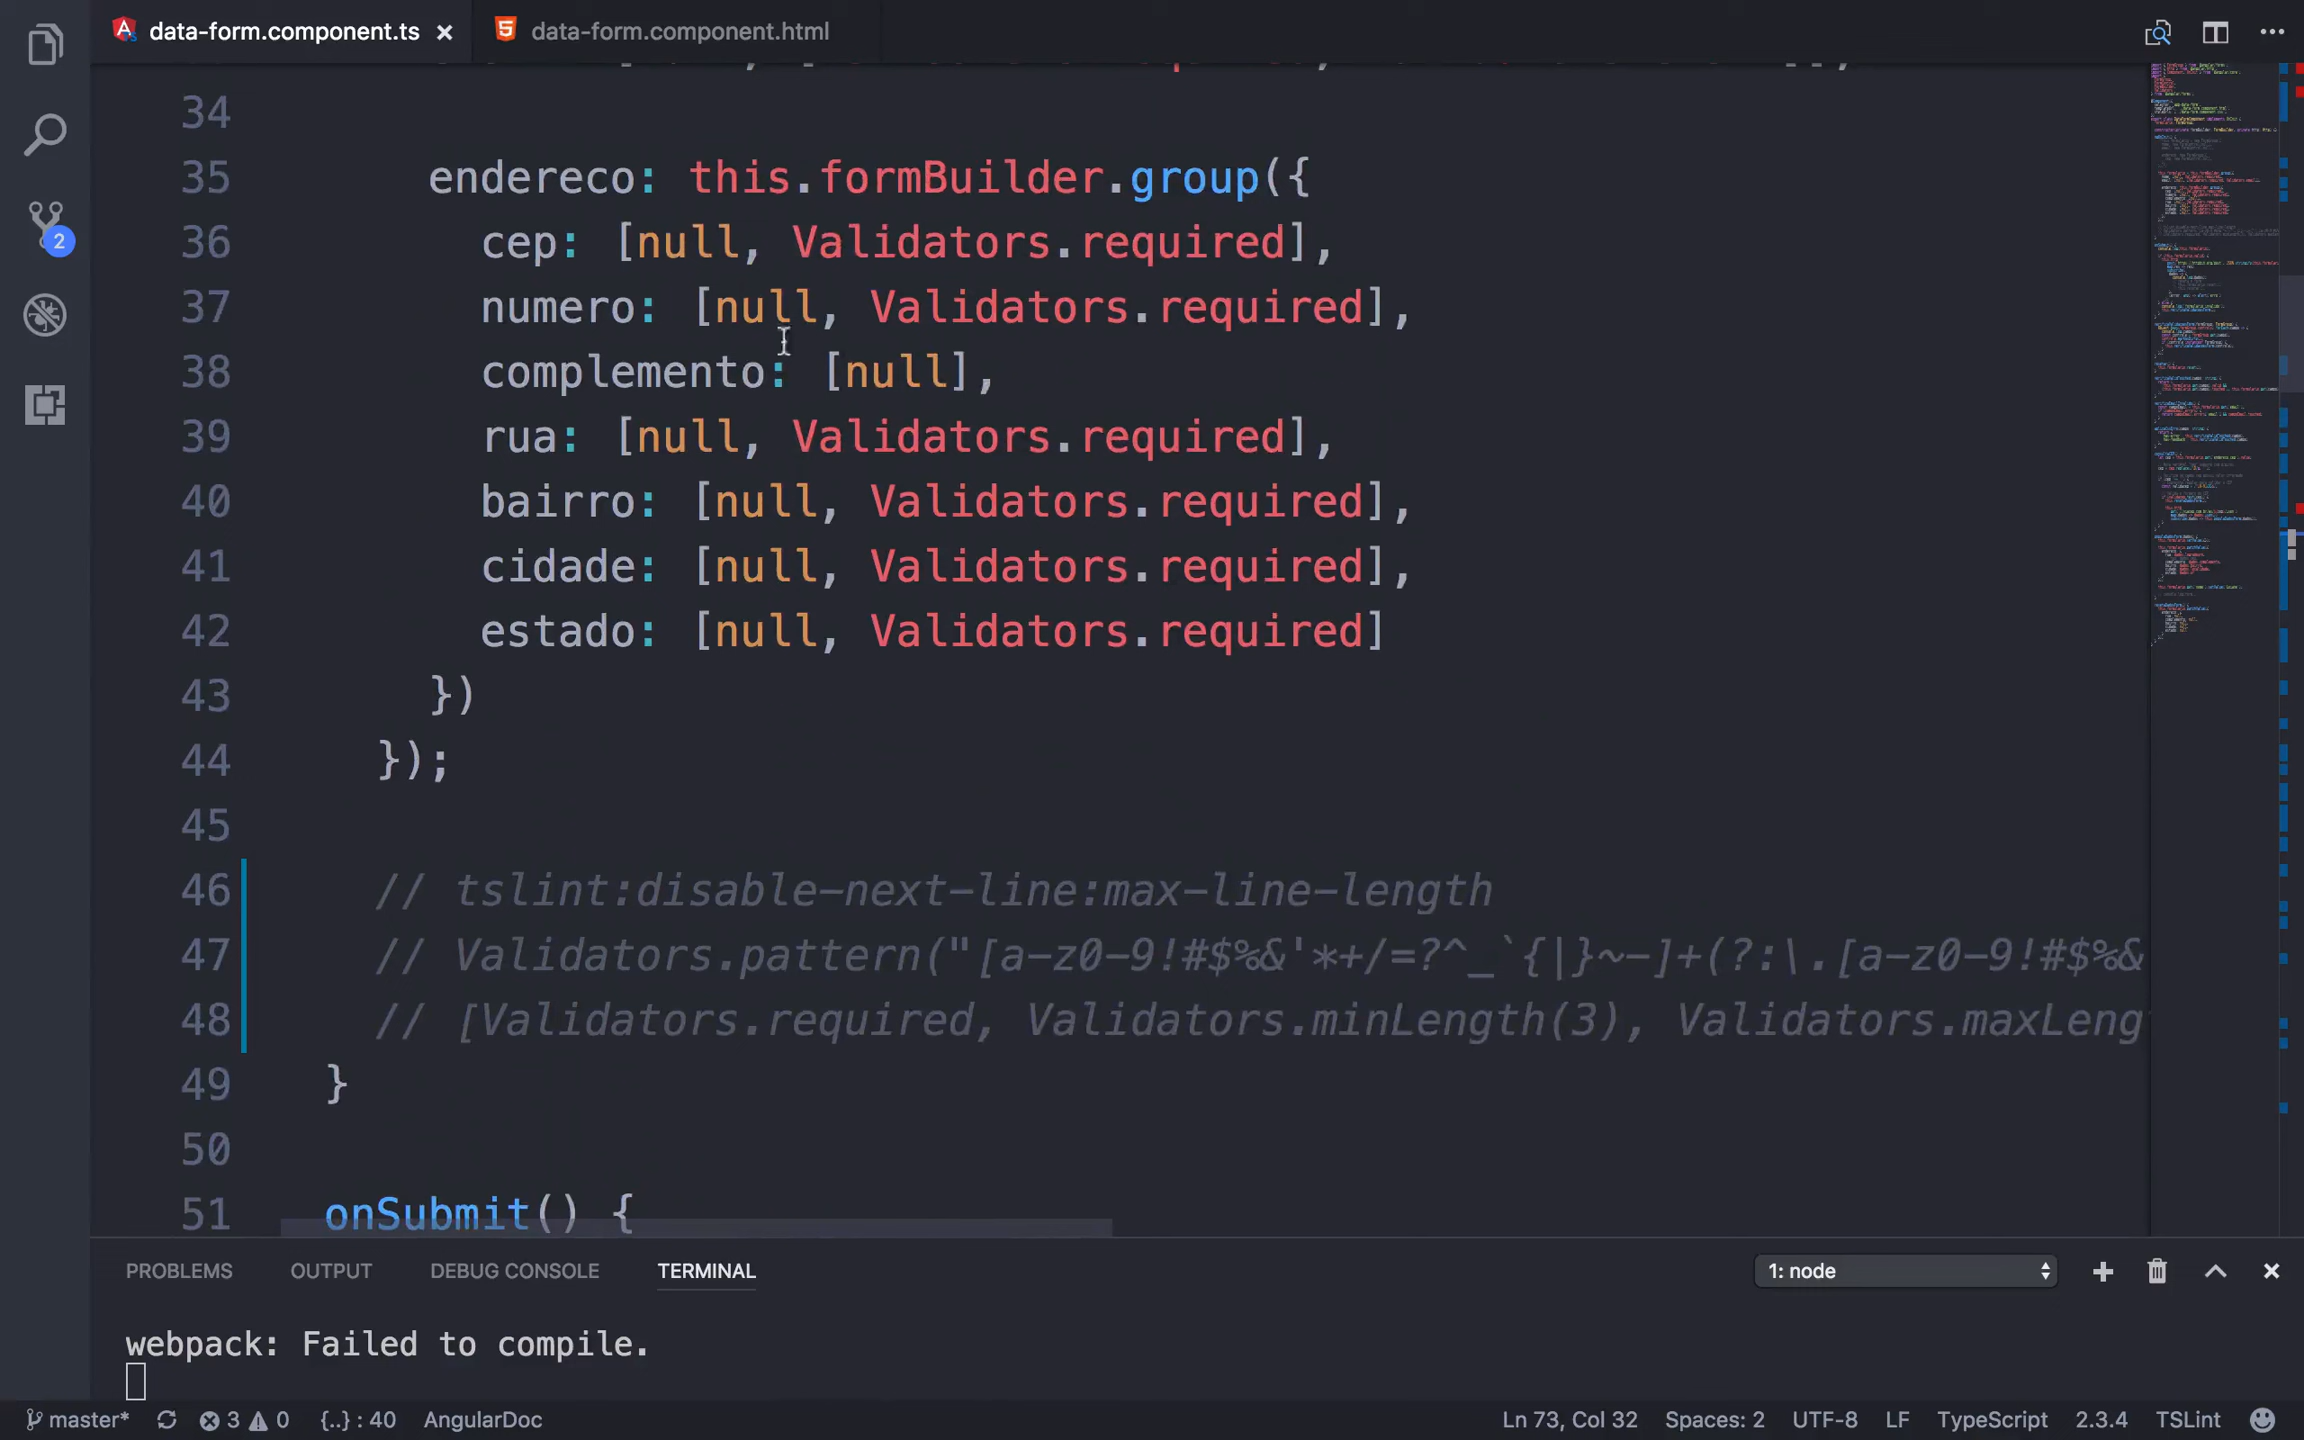 data-form.component.ts
data-form.component.html
34
35 endereco: this.formBuilder.group({
36 cep: [null, Validators.required],
37 numero: [null, Validators.required],
38 complemento: [null],
39 rua: [null, Validators.required],
40 bairro: [null, Validators.required],
41 cidade: [null, Validators.required],
42 estado: [null, Validators.required]
43 })
44 });
45
46 // tslint:disable-next-line:max-line-length
47 // Validators.pattern("[a-z0-9!#$%&'*+/=?^_`{|}~-]+(?:\.[a-z0-9!#$%&
48 // [Validators.required, Validators.minLength(3), Validators.maxLeng
49 }
50
51 onSubmit() {
2
PROBLEMS OUTPUT DEBUG CONSOLE TERMINAL 1: node
webpack: Failed to compile.
master* 3 0 {..} : 40 AngularDoc Ln 73, Col 32 Spaces: 2 UTF-8 LF TypeScript 2.3.4 TSLint